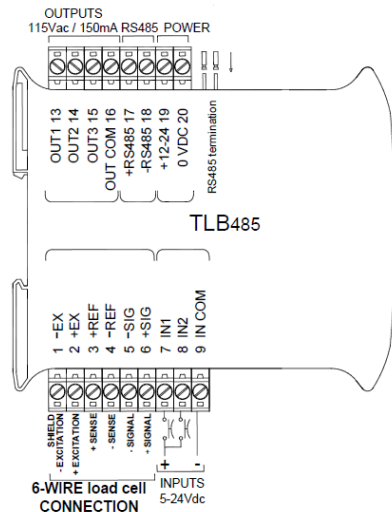 OUTPUTS
115Vac / 150mA RS485 POWER
OUT1 13
OUT2 14
OUT3 15
OUT COM 16
+RS485 17
-RS485 18
+12-24 19
0 VDC 20
RS485 termination
TLB485
1 -EX
2 +EX
3 +REF
4 -REF
5 -SIG
6 +SIG
7 IN1
8 IN2
9 IN COM
SHIELD
- EXCITATION
+ EXCITATION
+ SENSE
- SENSE
- SIGNAL
+ SIGNAL
+ -
6-WIRE load cell
CONNECTION
INPUTS
5-24Vdc